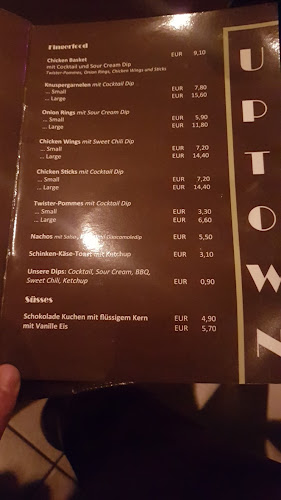 Fingerfood
Chicken Basket EUR 9,10
mit Cocktail und Sour Cream Dip
Twister-Pommes, Onion Rings, Chicken Wings und Sticks
Knuspergarnelen mit Cocktail Dip
... Small EUR 7,80
... Large EUR 15,60
Onion Rings mit Sour Dip
... Small EUR 5,90
... Large EUR 11,80
Chicken Wings mit Sweet Chili Dip
... Small EUR 7,20
... Large EUR 14,40
Chicken Sticks mit Cocktail Dip
... Small EUR 7,20
... Large EUR 14,40
Twister-Pommes mit Cocktail Dip
... Small EUR 3,30
... Large EUR 6,60
Nachos mit Salsa-, und Guacamoledip EUR 5,50
Schinken-Käse-Toast mit Ketchup EUR 3,10
Unsere Dips: Cocktail, Sour Cream, BBQ,
Sweet Chili, Ketchup EUR 0,90
Süsses
Schokolade Kuchen mit flüssigem Kern EUR 4,90
mit Vanille Eis EUR 5,70
UPTOWN